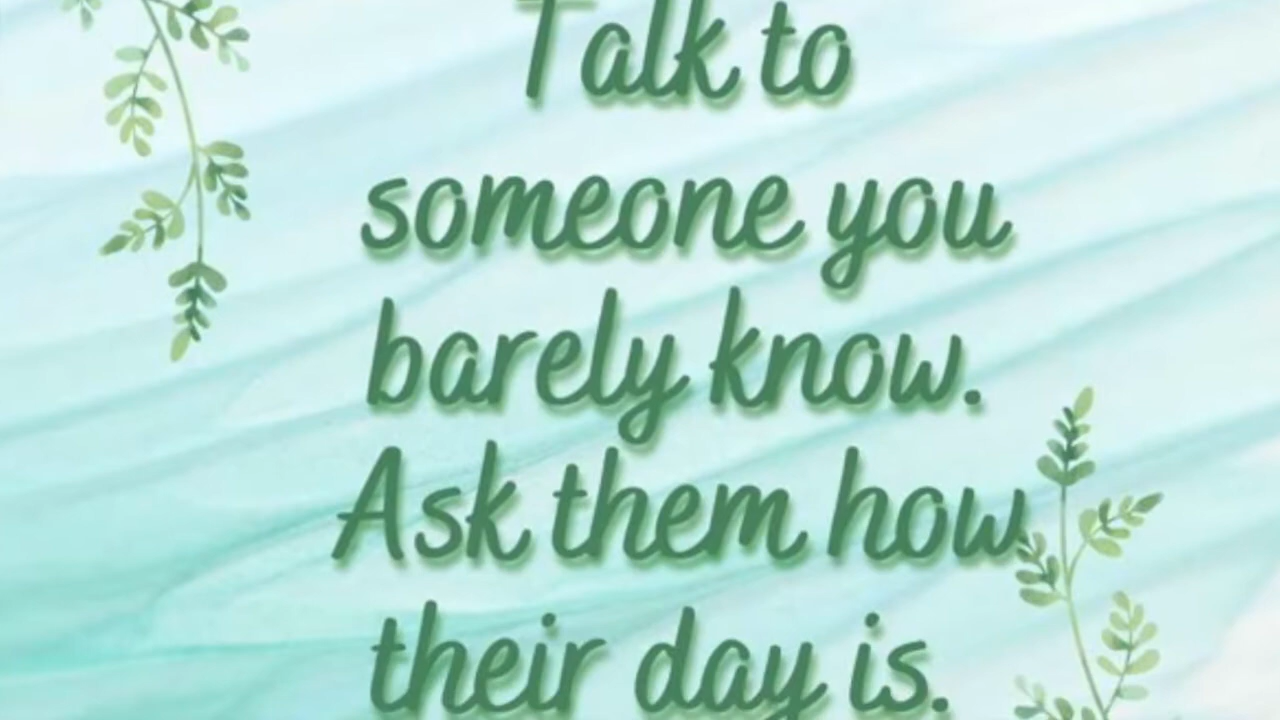 Talk to
someone you
barely know.
Ask them how
their day is.